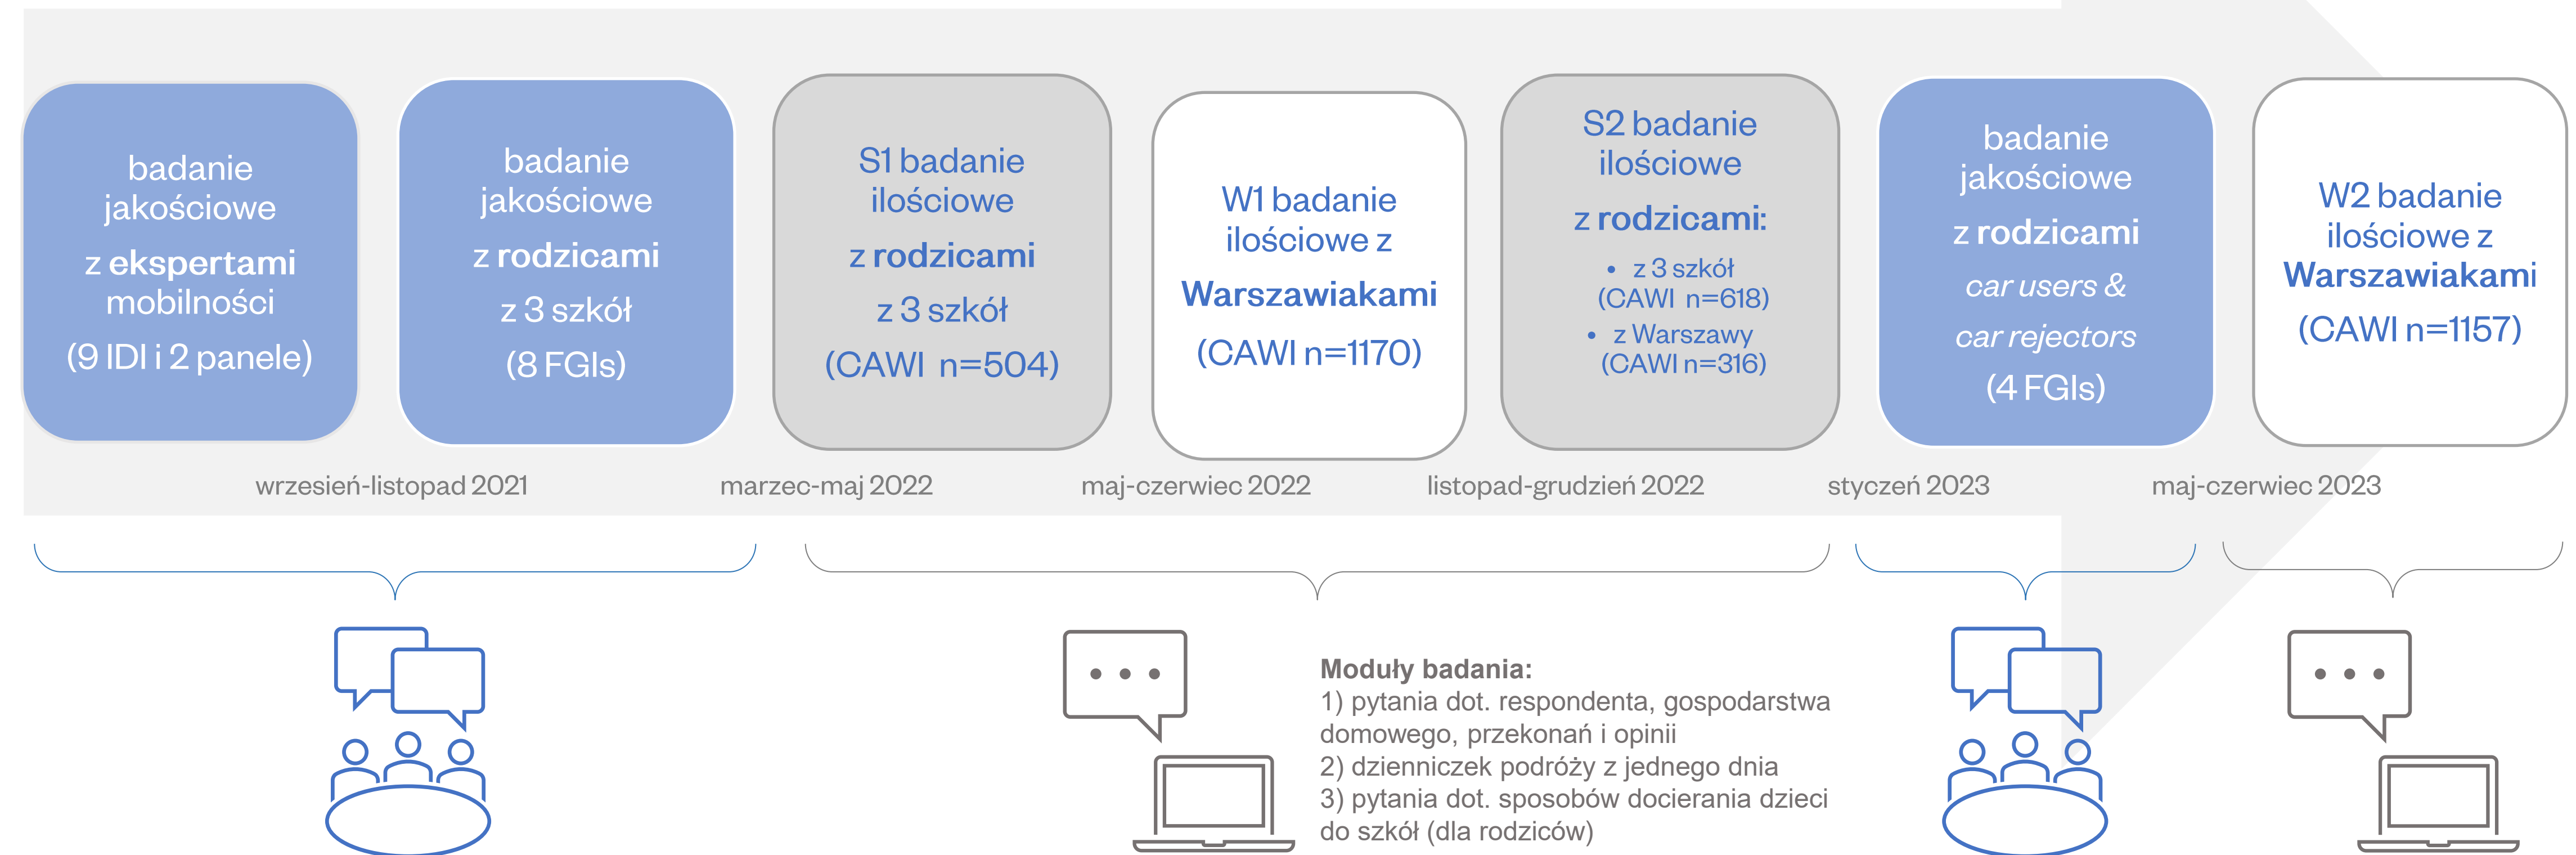 badanie
jakościowe
z ekspertami
mobilności
(9 IDI i 2 panele)
badanie
jakościowe
z rodzicami
z 3 szkół
(8 FGIs)
S1 badanie
ilościowe
z rodzicami
z 3 szkół
(CAWI n=504)
W1 badanie
ilościowe z
Warszawiakami
(CAWI n=1170)
S2 badanie
ilościowe
z rodzicami:
• z 3 szkół
(CAWI n=618)
• z Warszawy
(CAWI n=316)
badanie
jakościowe
z rodzicami
car users &
car rejectors
(4 FGIs)
W2 badanie
ilościowe z
Warszawiakami
(CAWI n=1157)
wrzesień-listopad 2021
marzec-maj 2022
maj-czerwiec 2022
listopad-grudzień 2022
styczeń 2023
maj-czerwiec 2023
Moduły badania:
1) pytania dot. respondenta, gospodarstwa
domowego, przekonań i opinii
2) dzienniczek podróży z jednego dnia
3) pytania dot. sposobów docierania dzieci
do szkół (dla rodziców)